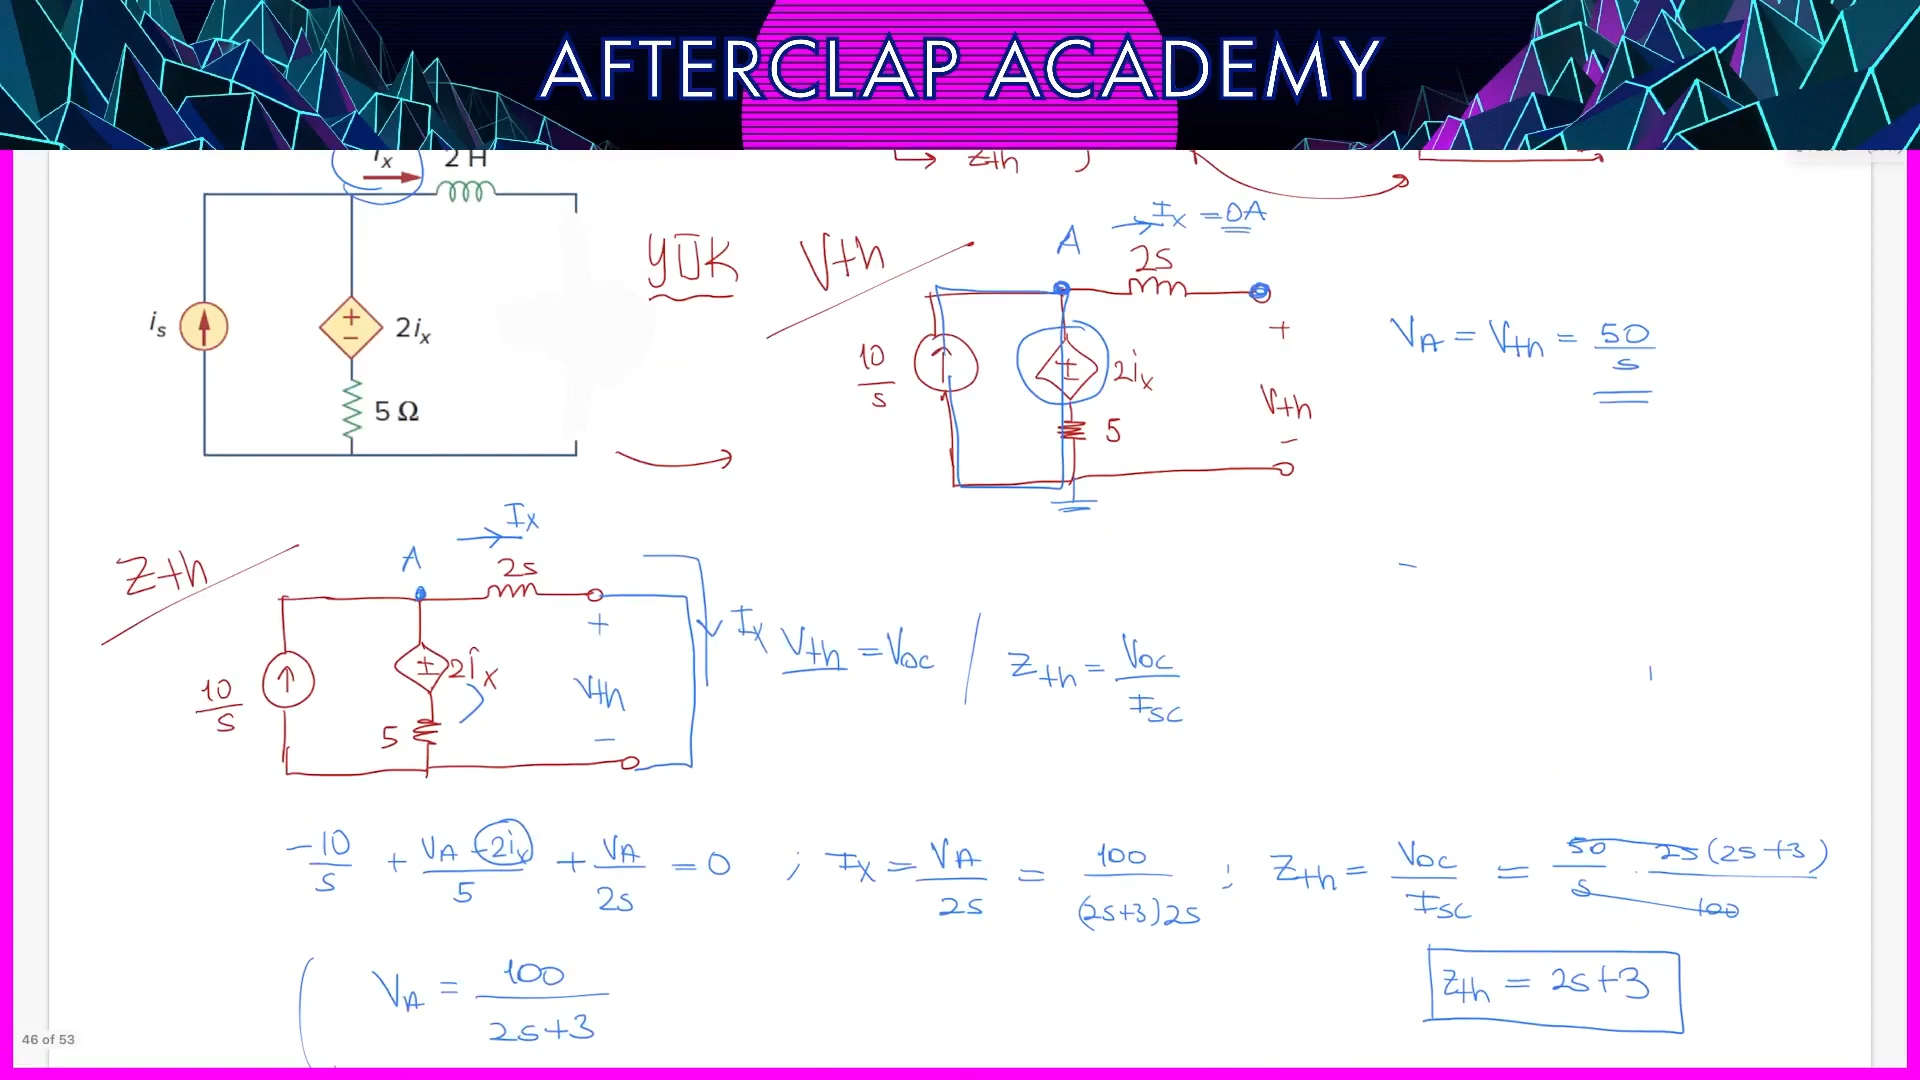 AFTERCLAP ACADEMY
ix
2 H
is
2ix
5 Ω
Zth
YÜK
Vth
A
Ix = 0A
2s
10/s
2ix
5
+
Vth
-
VA = Vth = 50/s
Zth
A
Ix
2s
10/s
2ix
5
+
Vth
-
Ix
Vth = Voc / Zth = Voc/Isc
-10/s + (VA - 2ix)/5 + VA/2s = 0 ; Ix = VA/2s = 100/((2s+3)2s) ; Zth = Voc/Isc = 50/s · 2s(2s+3)/100
VA = 100/(2s+3)
Zth = 2s+3
46 of 53